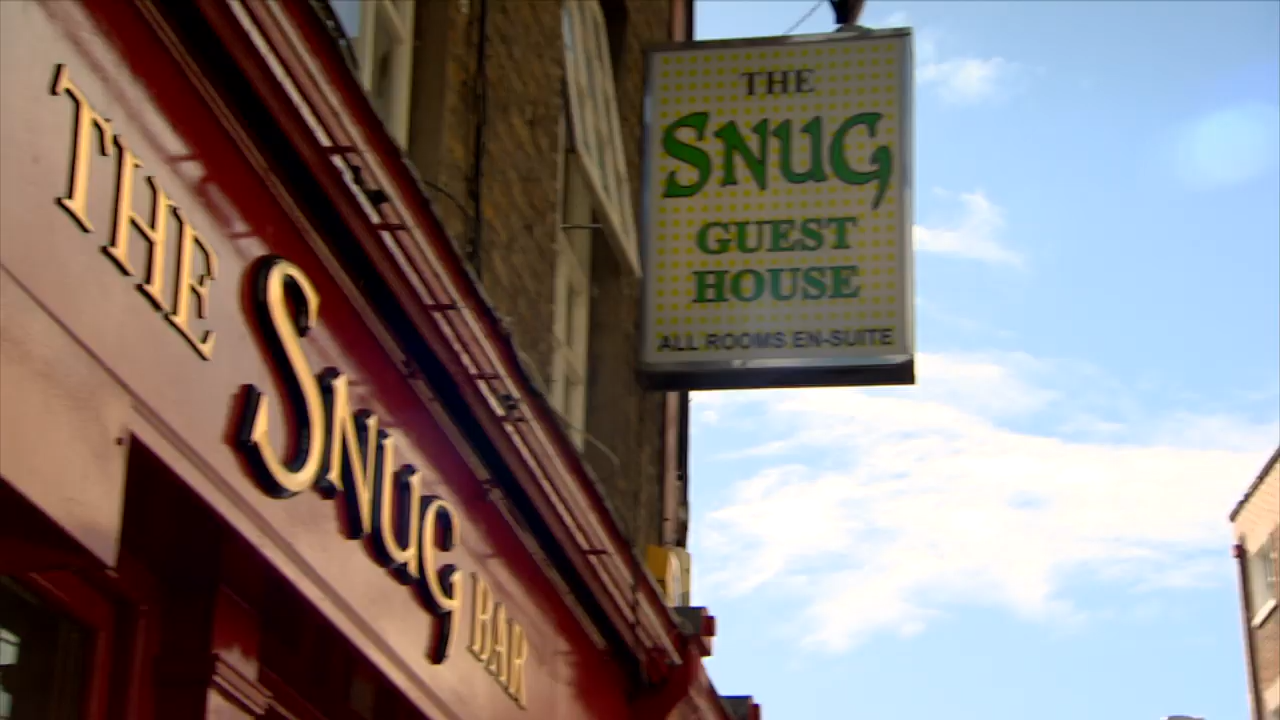 THE SNUG BAR
THE
SNUG
GUEST
HOUSE
ALL ROOMS EN-SUITE